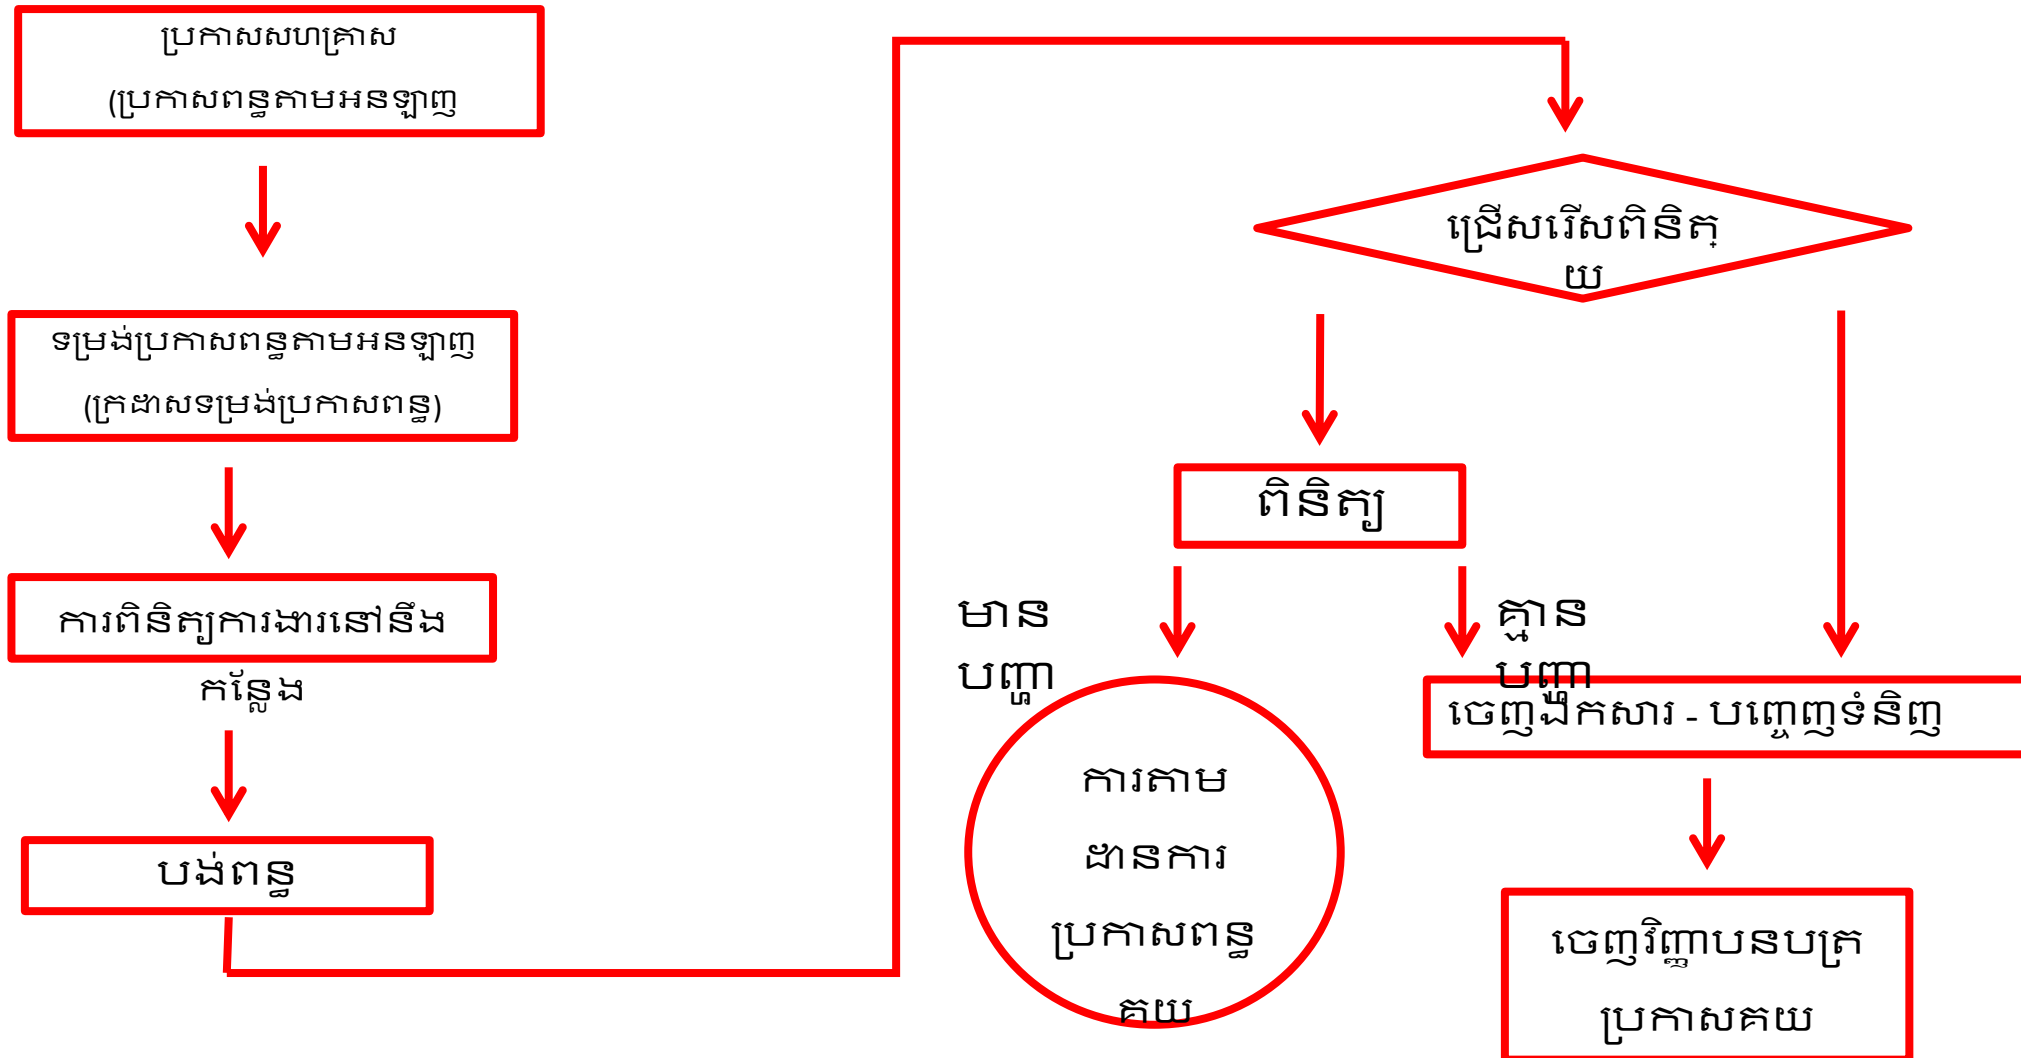 ប្រកាសសហគ្រាស
(ប្រកាសពន្ធតាមអនឡាញ
ទម្រង់ប្រកាសពន្ធតាមអនឡាញ
(ក្រដាសទម្រង់ប្រកាសពន្ធ)
ការពិនិត្យការងារនៅនឹង
កន្លែង
បង់ពន្ធ
ជ្រើសរើសពិនិត្
យ
ពិនិត្យ
មាន
បញ្ហា
គ្មាន
បញ្ហា
ការតាម
ដានការ
ប្រកាសពន្ធ
គយ
ចេញឯកសារ - បញ្ចេញទំនិញ
ចេញវិញ្ញាបនបត្រ
ប្រកាសគយ